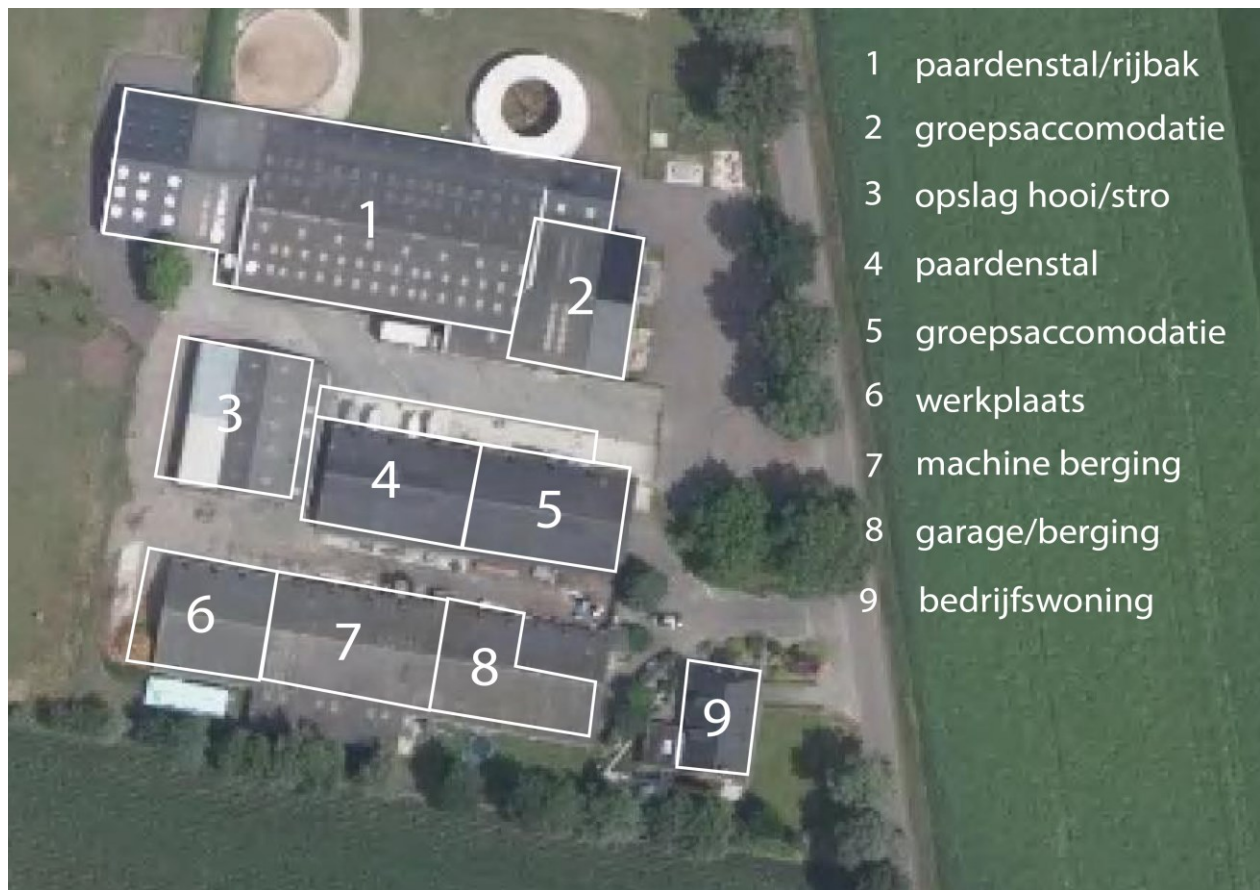 1 paardenstal/rijbak
2 groepsaccomodatie
3 opslag hooi/stro
4 paardenstal
5 groepsaccomodatie
6 werkplaats
7 machine berging
8 garage/berging
9 bedrijfswoning
1
2
3
4
5
6
7
8
9